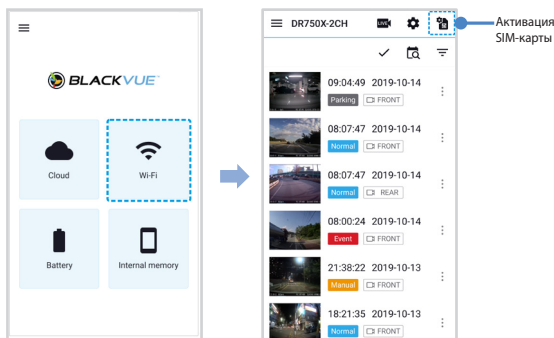 BLACKVUE
Cloud
Wi-Fi
Battery
Internal memory
DR750X-2CH
LIVE
Активация
SIM-карты
09:04:49 2019-10-14
Parking FRONT
08:07:47 2019-10-14
Normal FRONT
08:07:47 2019-10-14
Normal REAR
08:00:24 2019-10-14
Event FRONT
21:38:22 2019-10-13
Manual FRONT
18:21:35 2019-10-13
Normal FRONT